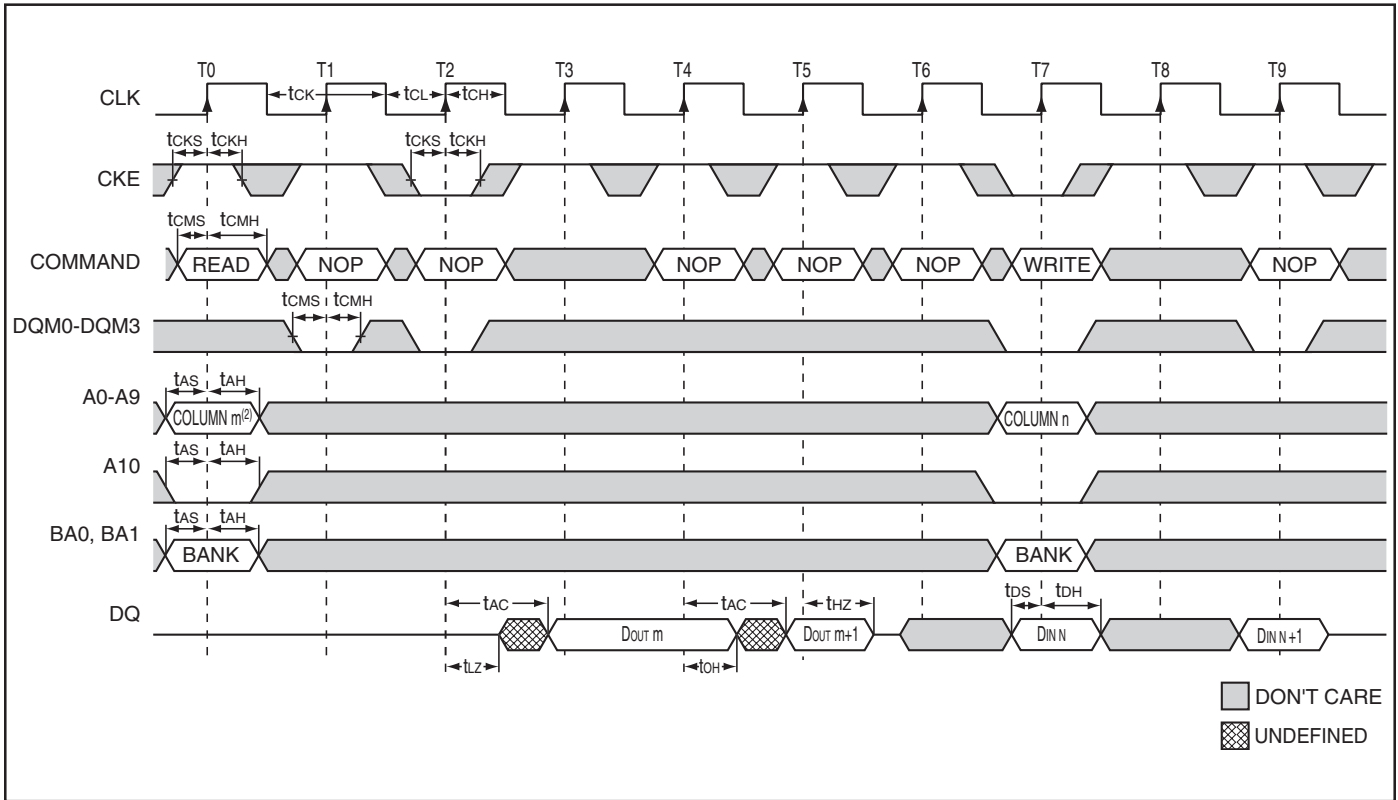 T0 T1 T2 T3 T4 T5 T6 T7 T8 T9
CLK
tCK tCL tCH
tCKS tCKH tCKS tCKH
CKE
tCMS tCMH
COMMAND READ NOP NOP NOP NOP NOP WRITE NOP
tCMS tCMH
DQM0-DQM3
tAS tAH
A0-A9
COLUMN m(2) COLUMN n
tAS tAH
A10
tAS tAH
BA0, BA1
BANK BANK
tAC tAC tHZ tDS tDH
DQ
DOUT m DOUT m+1 DIN N DIN N+1
tLZ tOH
DON'T CARE
UNDEFINED